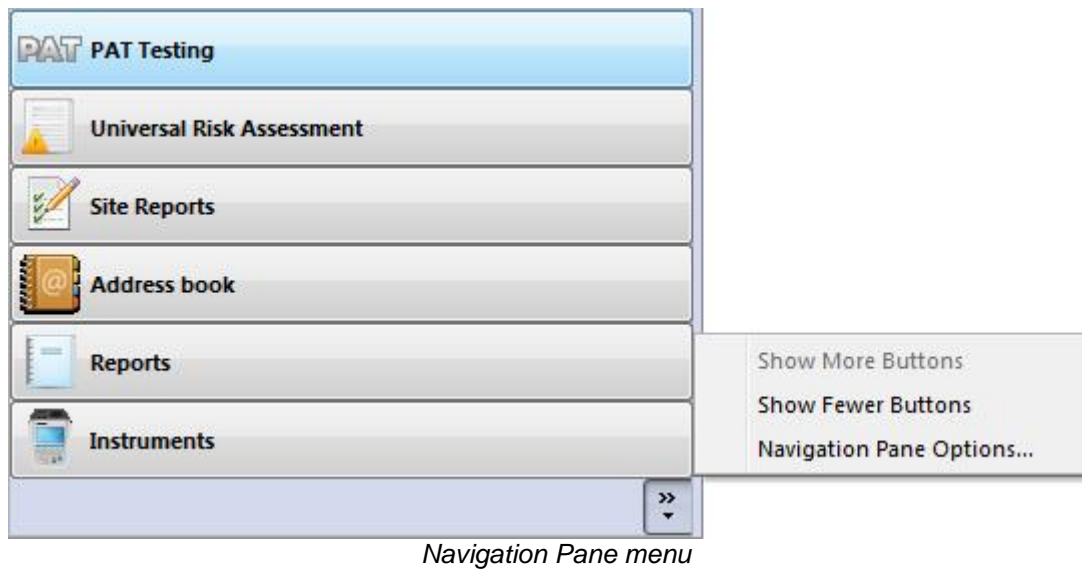 PAT PAT Testing
Universal Risk Assessment
Site Reports
@
Address book
Reports
Instruments
Show More Buttons
Show Fewer Buttons
Navigation Pane Options...
Navigation Pane menu